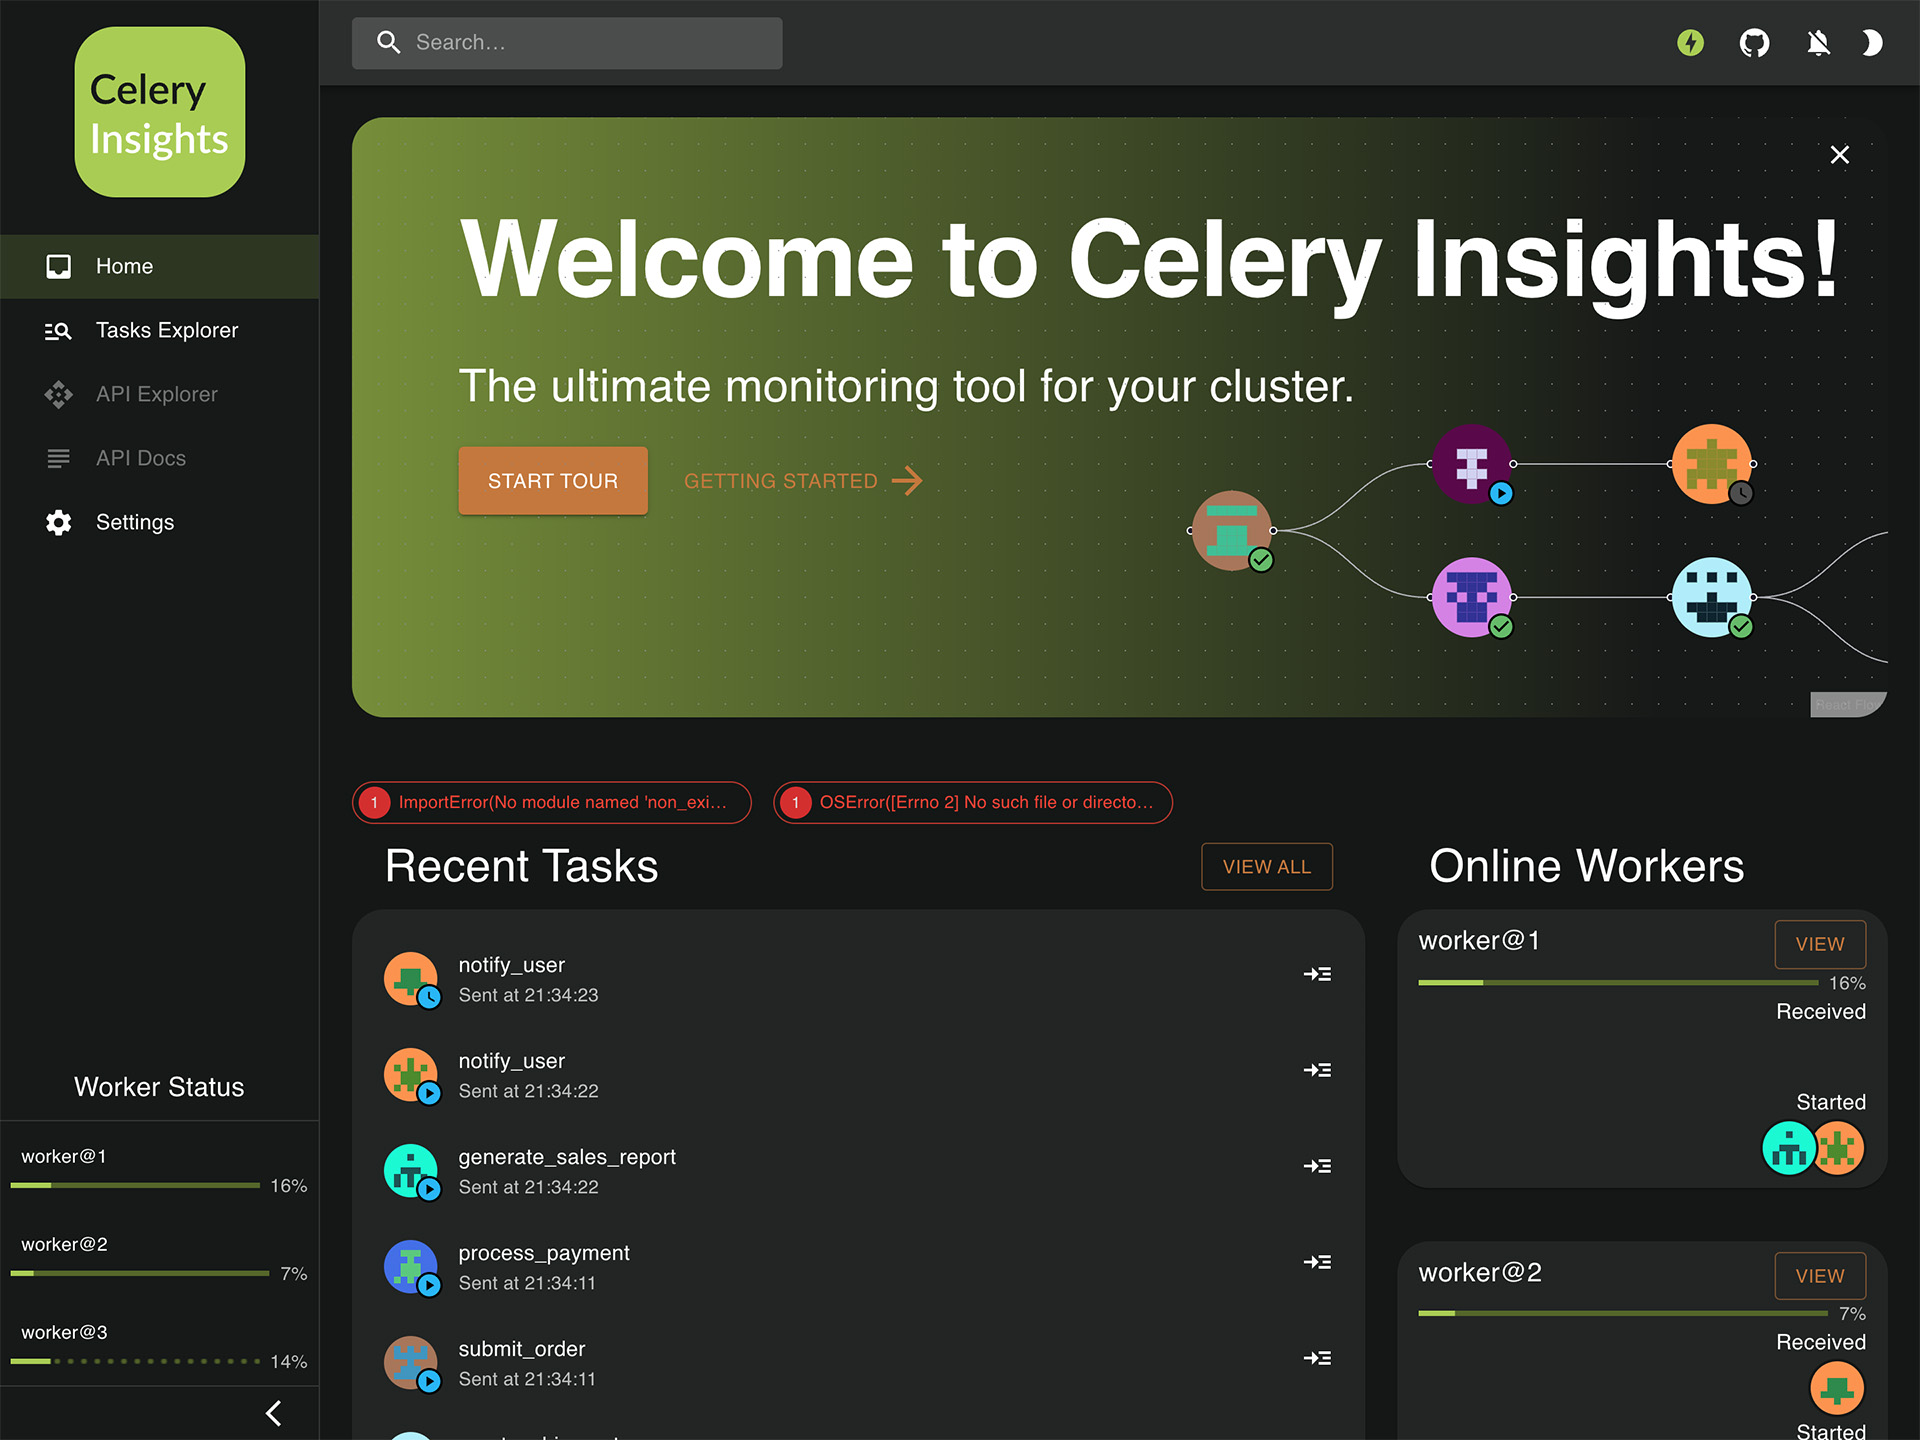 Celery
Insights
Home
Tasks Explorer
API Explorer
API Docs
Settings
Worker Status
worker@1
16%
worker@2
7%
worker@3
14%
Search…
Welcome to Celery Insights!
The ultimate monitoring tool for your cluster.
START TOUR
GETTING STARTED
React Flo
1 ImportError(No module named 'non_exi…
1 OSError([Errno 2] No such file or directo…
Recent Tasks
VIEW ALL
notify_user
Sent at 21:34:23
notify_user
Sent at 21:34:22
generate_sales_report
Sent at 21:34:22
process_payment
Sent at 21:34:11
submit_order
Sent at 21:34:11
Online Workers
worker@1
VIEW
16%
Received
Started
worker@2
VIEW
7%
Received
Started